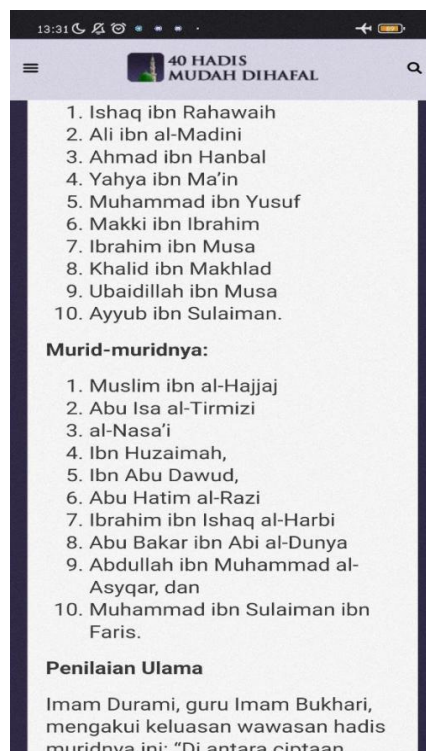 13:31
40 HADIS
MUDAH DIHAFAL
1. Ishaq ibn Rahawaih
2. Ali ibn al-Madini
3. Ahmad ibn Hanbal
4. Yahya ibn Ma'in
5. Muhammad ibn Yusuf
6. Makki ibn Ibrahim
7. Ibrahim ibn Musa
8. Khalid ibn Makhlad
9. Ubaidillah ibn Musa
10. Ayyub ibn Sulaiman.
Murid-muridnya:
1. Muslim ibn al-Hajjaj
2. Abu Isa al-Tirmizi
3. al-Nasa'i
4. Ibn Huzaimah,
5. Ibn Abu Dawud,
6. Abu Hatim al-Razi
7. Ibrahim ibn Ishaq al-Harbi
8. Abu Bakar ibn Abi al-Dunya
9. Abdullah ibn Muhammad al-
Asyqar, dan
10. Muhammad ibn Sulaiman ibn
Faris.
Penilaian Ulama
Imam Durami, guru Imam Bukhari,
mengakui keluasan wawasan hadis
muridnya ini: "Di antara ciptaan